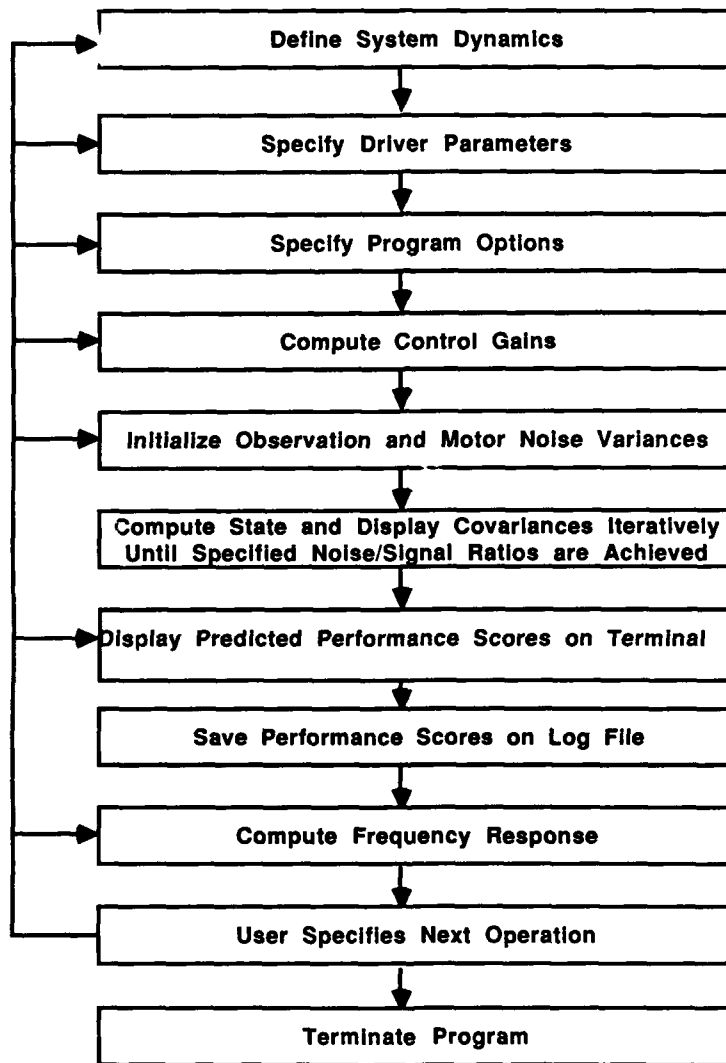 Define System Dynamics
Specify Driver Parameters
Specify Program Options
Compute Control Gains
Initialize Observation and Motor Noise Variances
Compute State and Display Covariances Iteratively
Until Specified Noise/Signal Ratios are Achieved
Display Predicted Performance Scores on Terminal
Save Performance Scores on Log File
Compute Frequency Response
User Specifies Next Operation
Terminate Program